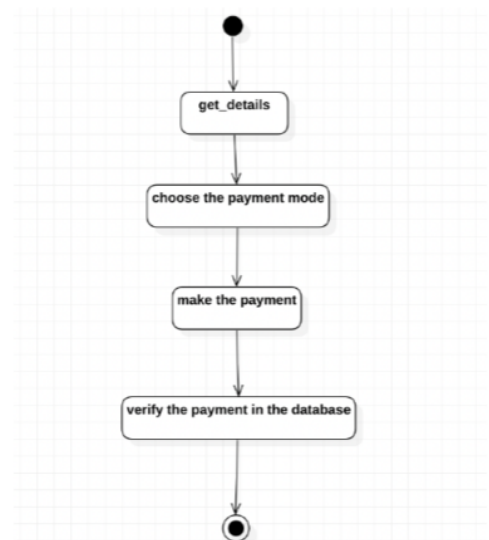 get_details
choose the payment mode
make the payment
verify the payment in the database